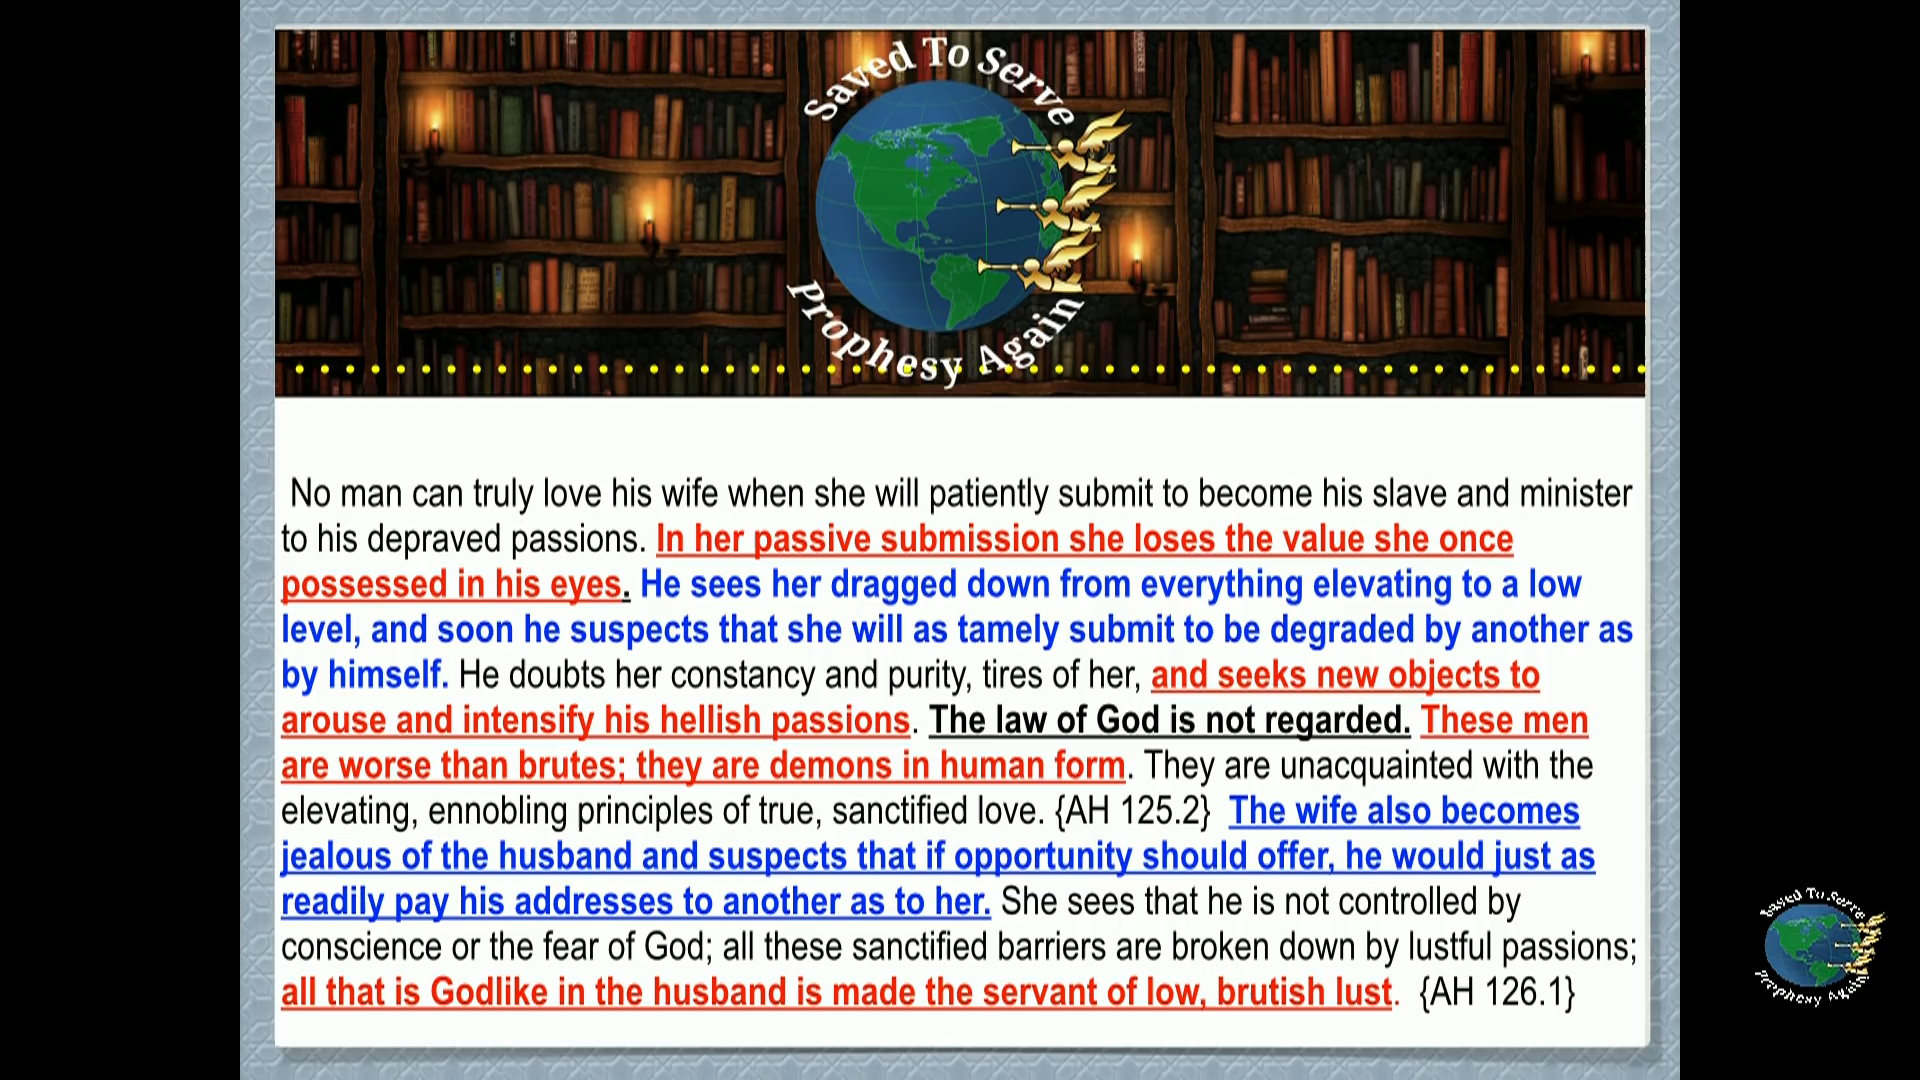 Saved To Serve
Prophesy Again
No man can truly love his wife when she will patiently submit to become his slave and minister
to his depraved passions. In her passive submission she loses the value she once
possessed in his eyes. He sees her dragged down from everything elevating to a low
level, and soon he suspects that she will as tamely submit to be degraded by another as
by himself. He doubts her constancy and purity, tires of her, and seeks new objects to
arouse and intensify his hellish passions. The law of God is not regarded. These men
are worse than brutes; they are demons in human form. They are unacquainted with the
elevating, ennobling principles of true, sanctified love. {AH 125.2} The wife also becomes
jealous of the husband and suspects that if opportunity should offer, he would just as
readily pay his addresses to another as to her. She sees that he is not controlled by
conscience or the fear of God; all these sanctified barriers are broken down by lustful passions;
all that is Godlike in the husband is made the servant of low, brutish lust. {AH 126.1}
Saved To Serve
Prophesy Again